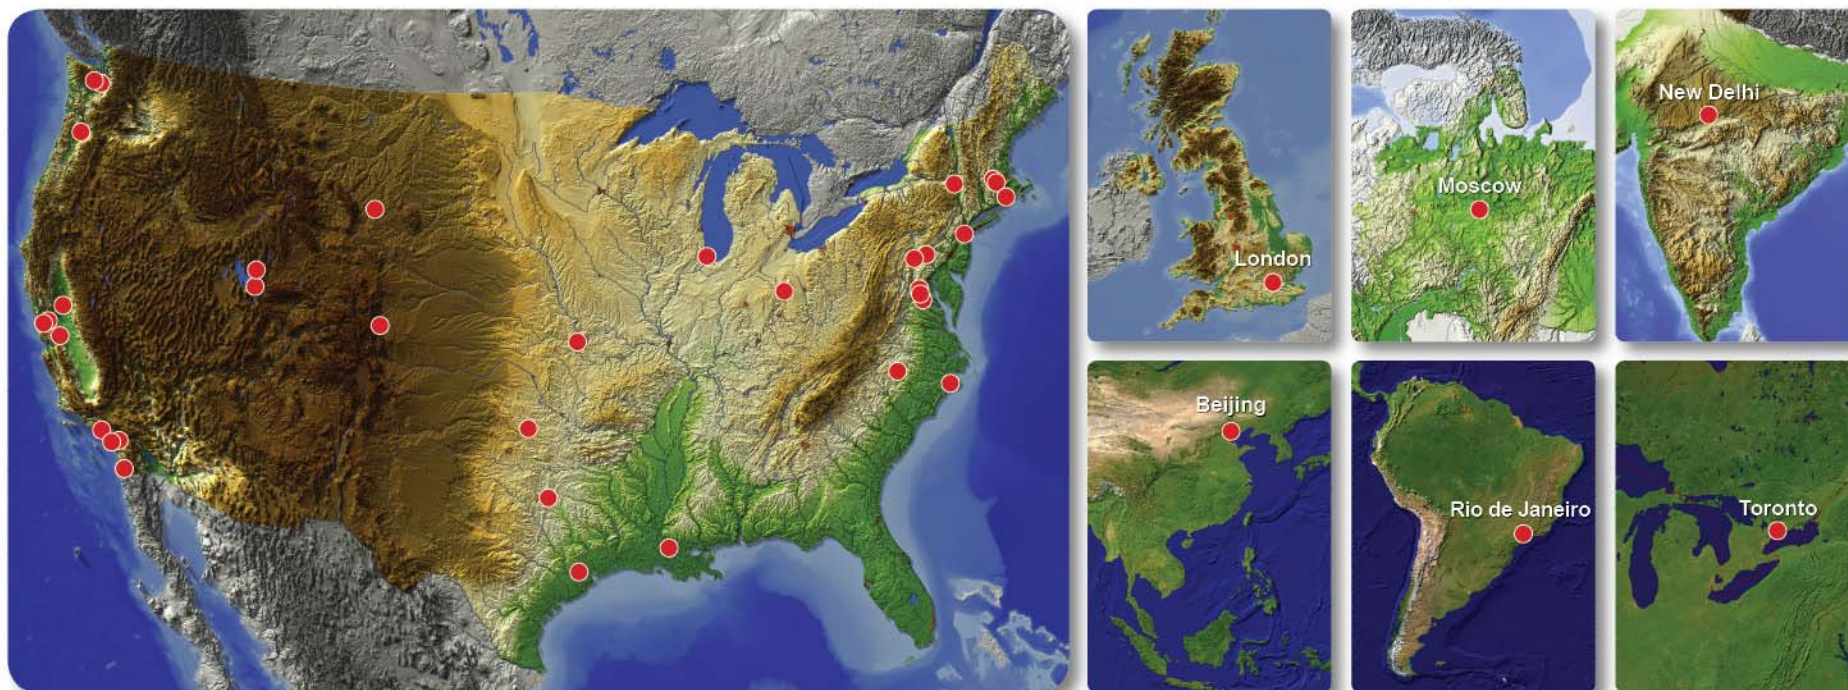 New Delhi
Moscow
London
Beijing
Rio de Janeiro
Toronto